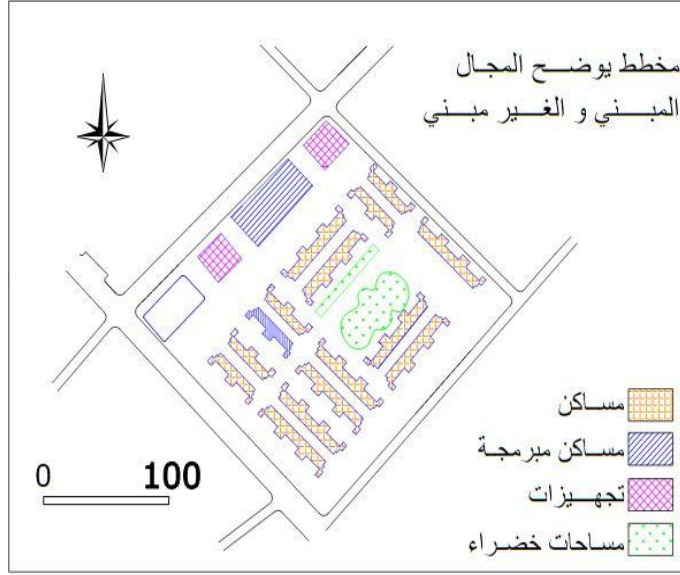 مخطط يوضح المجال
المبني و الغير مبني
مساكن
مساكن مبرمجة
تجهيزات
مساحات خضراء
0 100